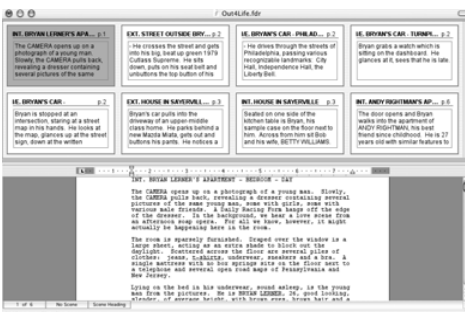 Out4Life.fdr
INT. BRYAN LERNER'S APA... p.1
The CAMERA opens up on a
photograph of a young man.
Slowly, the CAMERA pulls back,
revealing a dresser containing
several pictures of the same
EXT. STREET OUTSIDE BRY... p.2
- He crosses the street and gets
into his big, beat up green 1979
Cutlass Supreme. He sits
down, puts on his seat belt and
unbuttons the top button of his
I/E. BRYAN'S CAR - PHILAD... p.2
- He drives through the streets of
Philadelphia, passing various
recognizable landmarks: City
Hall, Independence Hall, the
Liberty Bell.
I/E. BRYAN'S CAR - TURNPI... p.2
Bryan grabs a watch which is
sitting on the dashboard. He
glances at it, sees that he is late.
I/E. BRYAN'S CAR - p.2
Bryan is stopped at an
intersection, staring at a street
map in his hands. He looks at
the map, glances up at the street
sign, down at the written
EXT. HOUSE IN SAYERVILL... p.3
Bryan's car pulls into the
driveway of an upper-middle
class home. He parks behind a
new Mazda Miata, gets out and
buttons his pants. He notices a
INT. HOUSE IN SAYERVILLE p.3
Seated on one side of the
kitchen table is Bryan, his
sample case on the floor next to
him. Across from him sit Bob
and his wife, BETTY WILLIAMS.
INT. ANDY RIGHTMAN'S AP... p.6
The door opens and Bryan
walks into the apartment of
ANDY RIGHTMAN, his best
friend since childhood. He is 27
years old with similar features to
INT. BRYAN LERNER'S APARTMENT - BEDROOM - DAY
The CAMERA opens up on a photograph of a young man. Slowly,
the CAMERA pulls back, revealing a dresser containing several
pictures of the same young man, some with girls, some with
various male friends. A Daily Racing Form hangs off the edge
of the dresser. In the background, we hear a love scene from
an afternoon soap opera. For all we know, however, it might
actually be happening here in the room.
The room is sparsely furnished. Draped over the window is a
large sheet, acting as an extra shade to block out the
daylight. Scattered across the floor are several piles of
clothes: jeans, t-shirts, underwear, sneakers and a bra. A
single mattress with no box springs sits on the floor next to
a telephone and several open road maps of Pennsylvania and
New Jersey.
Lying on the bed in his underwear, sound asleep, is the young
man from the pictures. He is BRYAN LERNER, 26, good looking,
slender, of average height, with brown eyes, brown hair and a
1 of 6 No Scene Scene Heading